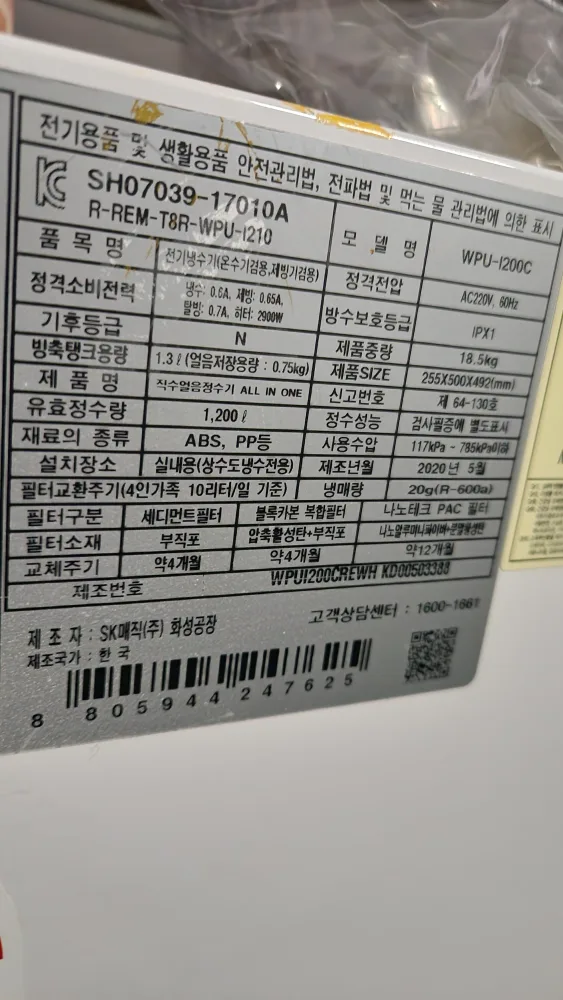 전기용품 및 생활용품 안전관리법, 전파법 및 먹는 물 관리법에 의한 표시
SH07039-17010A
R-REM-T8R-WPU-I210
모 델 명 WPU-I200C
품 목 명 전기냉수기(온수기겸용,제빙기겸용)
정격전압 AC220V, 60Hz
정격소비전력 냉수: 0.6A, 제빙: 0.65A,
탈빙: 0.7A, 히터: 2900W
방수보호등급 IPX1
기후등급 N
제품중량 18.5kg
빙축탱크용량 1.3ℓ(얼음저장용량 : 0.75kg)
제품SIZE 255X500X492(mm)
제 품 명 직수얼음정수기 ALL IN ONE
신고번호 제 64-130호
유효정수량 1,200ℓ
정수성능 검사필증에 별도표시
재료의 종류 ABS, PP등
사용수압 117kPa - 785kPa이하
설치장소 실내용(상수도냉수전용)
제조년월 2020년 5월
필터교환주기(4인가족 10리터/일 기준) 냉매량 20g(R-600a)
필터구분 세디먼트필터 블록카본 복합필터 나노테크 PAC 필터
필터소재 부직포 압축활성탄+부직포
교체주기 약4개월 약4개월 약12개월
제조번호 WPUI200CREWH KD00503388
제 조 자 : SK매직(주) 화성공장
고객상담센터 : 1600-1661
제조국가 : 한 국
8 805944 247625